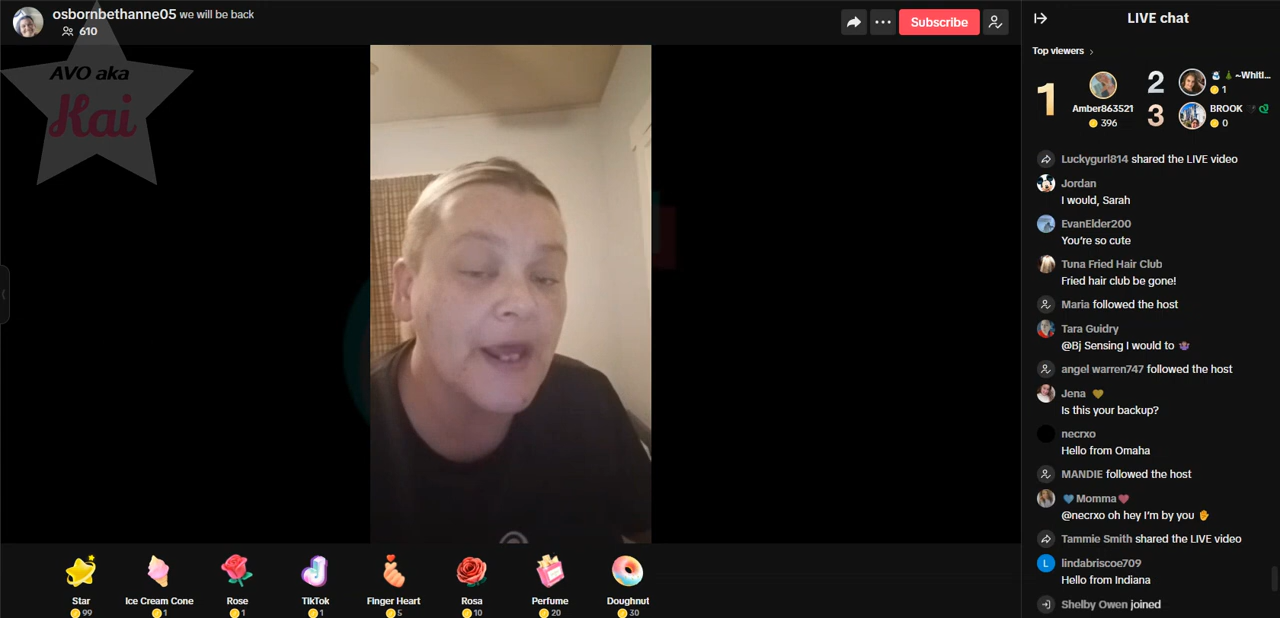 osbornbethanne05 we will be back
610
Subscribe
AVO aka
Kai
Star
99
Ice Cream Cone
1
Rose
1
TikTok
1
Finger Heart
5
Rosa
10
Perfume
20
Doughnut
30
LIVE chat
Top viewers
1
Amber863521
396
2
~Whitl...
1
3
BROOK
0
Luckygurl814 shared the LIVE video
Jordan
I would, Sarah
EvanElder200
You're so cute
Tuna Fried Hair Club
Fried hair club be gone!
Maria followed the host
Tara Guidry
@Bj Sensing I would to
angel warren747 followed the host
Jena
Is this your backup?
necrxo
Hello from Omaha
MANDIE followed the host
Momma
@necrxo oh hey I'm by you
Tammie Smith shared the LIVE video
L
lindabriscoe709
Hello from Indiana
Shelby Owen joined